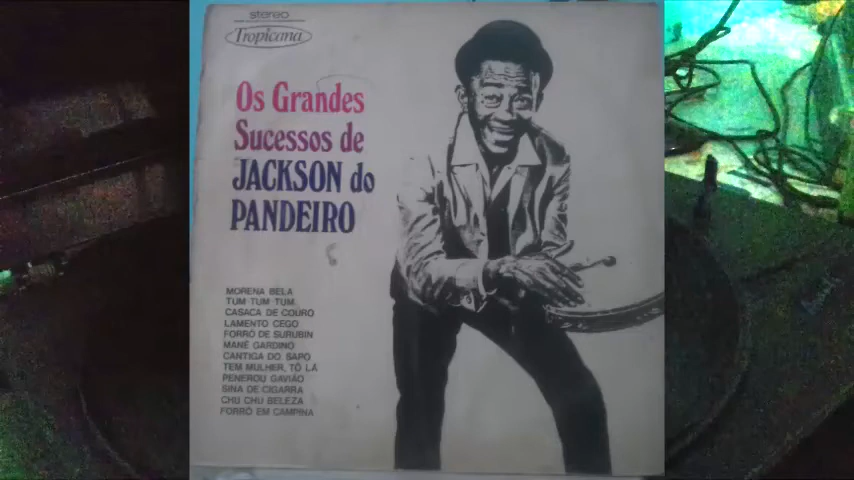 stereo
Tropicana
Os Grandes
Sucessos de
JACKSON do
PANDEIRO
MORENA BELA
TUM TUM TUM
CASACA DE COURO
LAMENTO CEGO
FORRÓ DE SURUBIN
MANÉ GARDINO
CANTIGA DO SAPO
TEM MULHER, TÔ LÁ
PENEROU GAVIÃO
SINA DE CIGARRA
CHU CHU BELEZA
FORRÓ EM CAMPINA